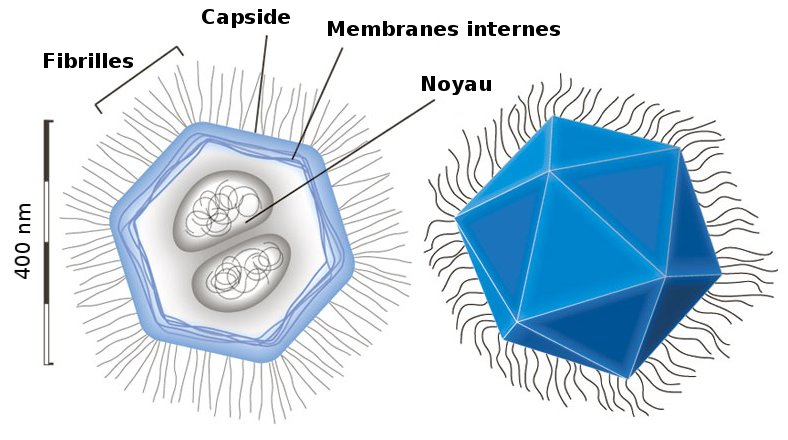 Capside
Membranes internes
Fibrilles
Noyau
400 nm